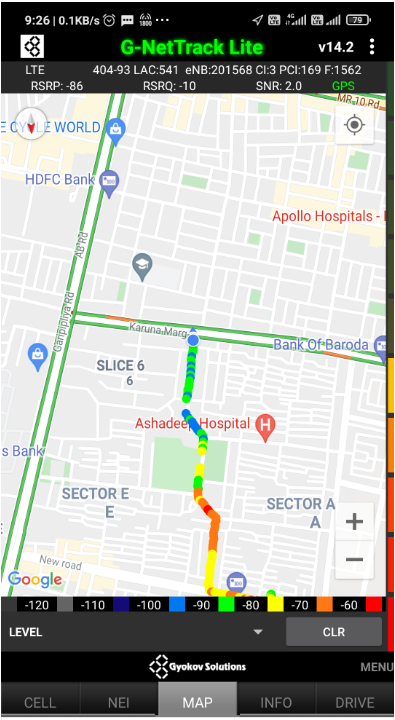 9:26 | 0.1KB/s
4G
79
G-NetTrack Lite
v14.2
LTE 404-93 LAC:541 eNB:201568 CI:3 PCI:169 F:1562
RSRP: -86 RSRQ: -10 SNR: 2.0 GPS
MR 10 Rd
E CYCLE WORLD
HDFC Bank
Apollo Hospitals -
AB Rd
Karuna Marg
Bank Of Baroda
SLICE 6
6
Ashadeep Hospital
s Bank
SECTOR E
E
SECTOR A
A
+
−
New road
Google
-120 -110 -100 -90 -80 -70 -60
LEVEL
CLR
Gyokov Solutions
MENU
CELL NEI MAP INFO DRIVE